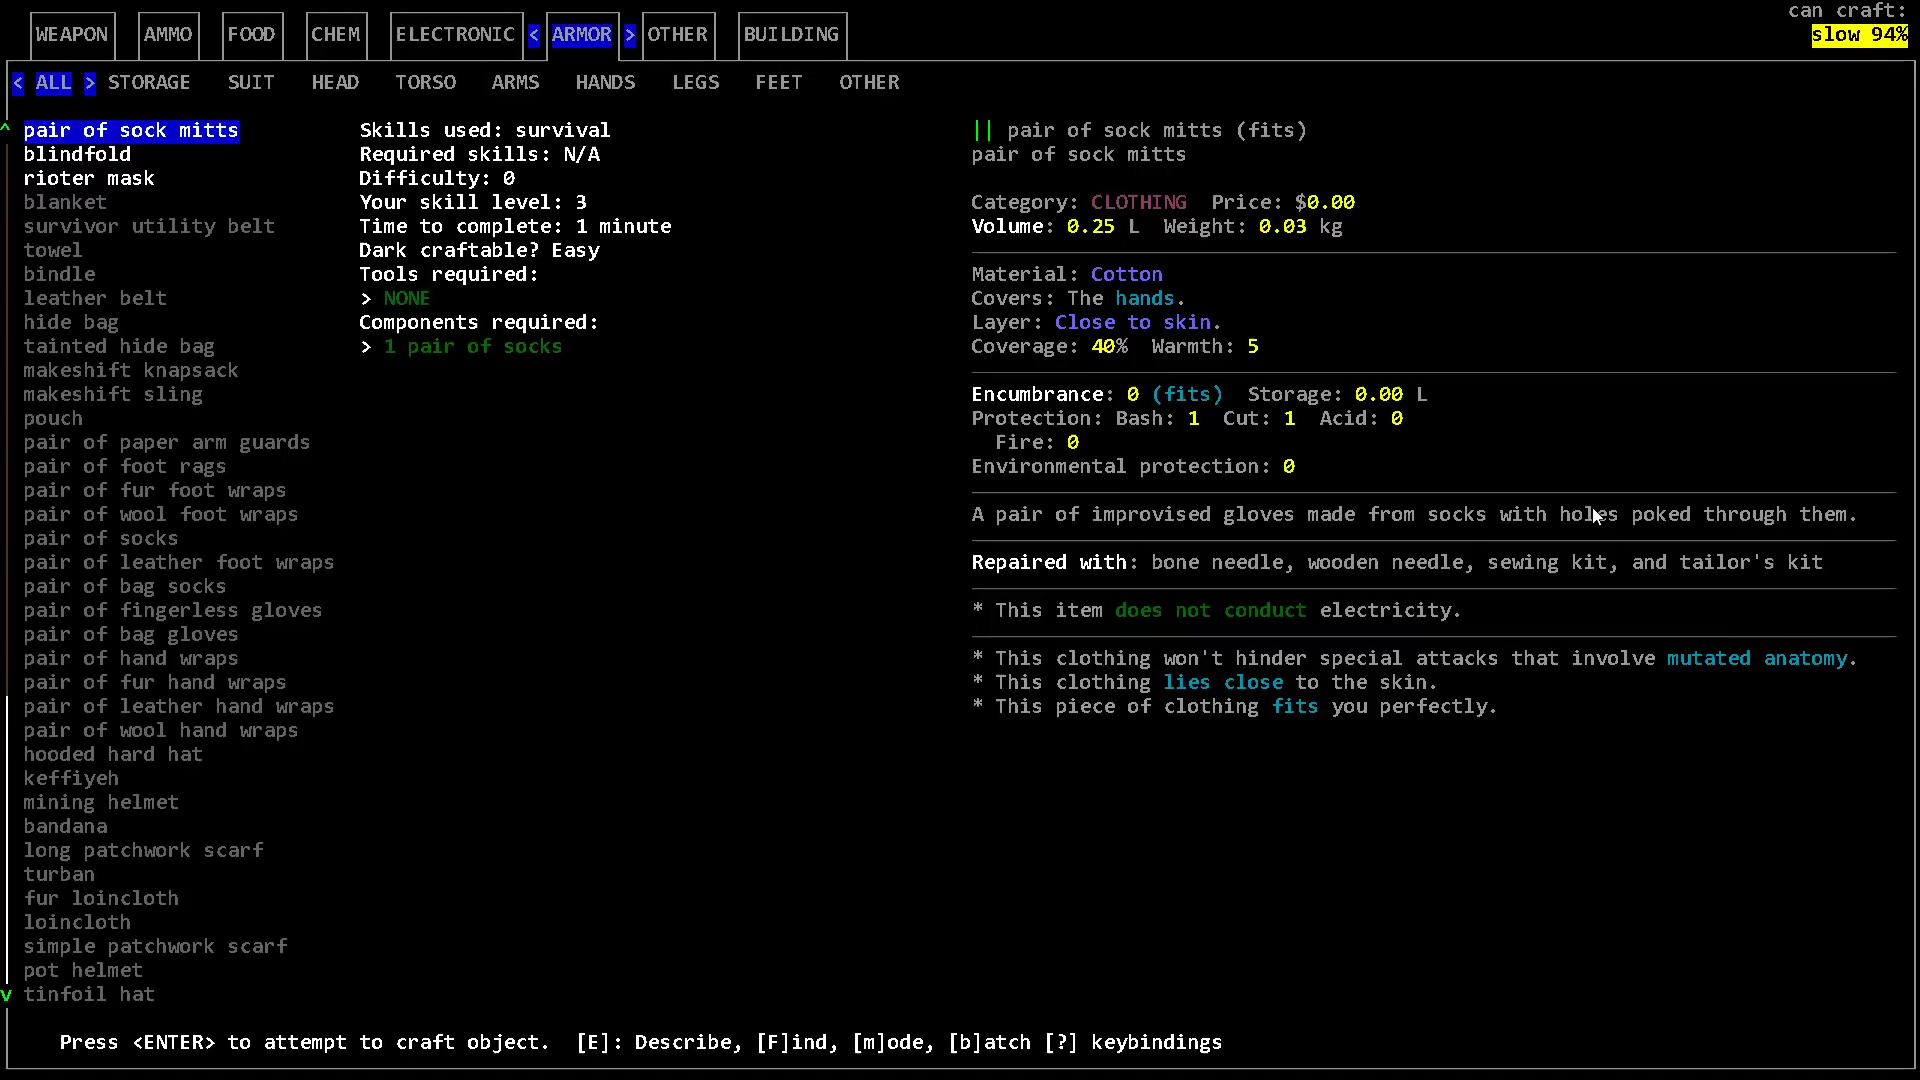 can craft:
WEAPON AMMO FOOD CHEM ELECTRONIC < ARMOR > OTHER BUILDING slow 94%
< ALL > STORAGE SUIT HEAD TORSO ARMS HANDS LEGS FEET OTHER
^ pair of sock mitts Skills used: survival || pair of sock mitts (fits)
blindfold Required skills: N/A pair of sock mitts
rioter mask Difficulty: 0
blanket Your skill level: 3 Category: CLOTHING Price: $0.00
survivor utility belt Time to complete: 1 minute Volume: 0.25 L Weight: 0.03 kg
towel Dark craftable? Easy
bindle Tools required: Material: Cotton
leather belt > NONE Covers: The hands.
hide bag Components required: Layer: Close to skin.
tainted hide bag > 1 pair of socks Coverage: 40% Warmth: 5
makeshift knapsack
makeshift sling Encumbrance: 0 (fits) Storage: 0.00 L
pouch Protection: Bash: 1 Cut: 1 Acid: 0
pair of paper arm guards Fire: 0
pair of foot rags Environmental protection: 0
pair of fur foot wraps
pair of wool foot wraps A pair of improvised gloves made from socks with holes poked through them.
pair of socks
pair of leather foot wraps Repaired with: bone needle, wooden needle, sewing kit, and tailor's kit
pair of bag socks
pair of fingerless gloves * This item does not conduct electricity.
pair of bag gloves
pair of hand wraps * This clothing won't hinder special attacks that involve mutated anatomy.
pair of fur hand wraps * This clothing lies close to the skin.
pair of leather hand wraps * This piece of clothing fits you perfectly.
pair of wool hand wraps
hooded hard hat
keffiyeh
mining helmet
bandana
long patchwork scarf
turban
fur loincloth
loincloth
simple patchwork scarf
pot helmet
v tinfoil hat
Press <ENTER> to attempt to craft object. [E]: Describe, [F]ind, [m]ode, [b]atch [?] keybindings